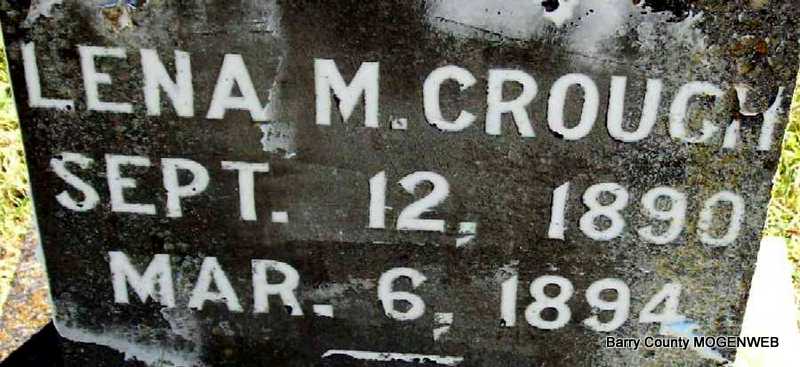 LENA M. CROUCH
SEPT. 12, 1890
MAR. 6, 1894
Barry County MOGENWEB